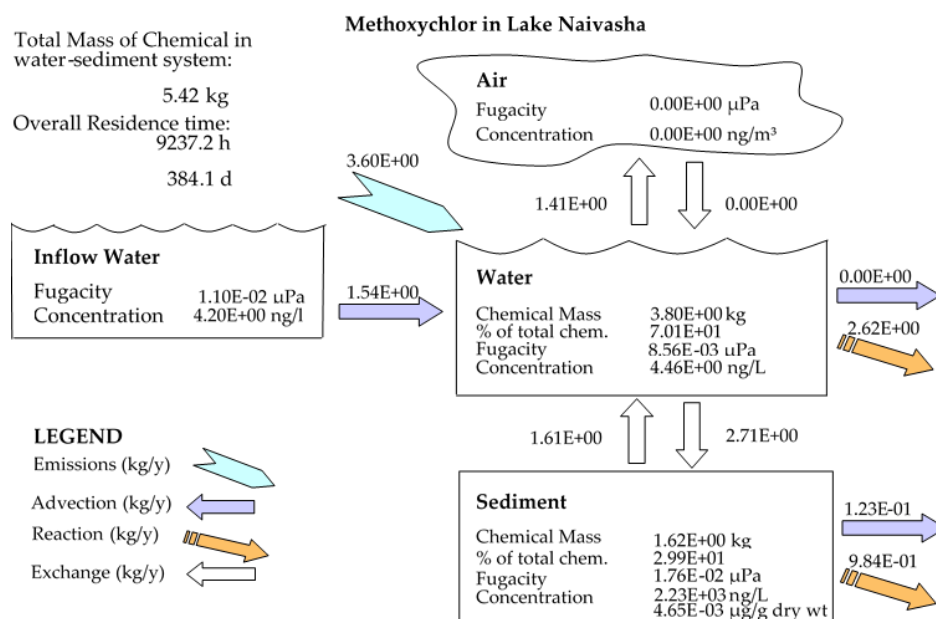 Methoxychlor in Lake Naivasha
Total Mass of Chemical in
water-sediment system:
5.42 kg
Overall Residence time:
9237.2 h
384.1 d
Air
Fugacity 0.00E+00 µPa
Concentration 0.00E+00 ng/m³
3.60E+00
1.41E+00
0.00E+00
Inflow Water
Fugacity 1.10E-02 µPa
Concentration 4.20E+00 ng/l
1.54E+00
Water
Chemical Mass 3.80E+00 kg
% of total chem. 7.01E+01
Fugacity 8.56E-03 µPa
Concentration 4.46E+00 ng/L
0.00E+00
2.62E+00
1.61E+00
2.71E+00
LEGEND
Emissions (kg/y)
Advection (kg/y)
Reaction (kg/y)
Exchange (kg/y)
Sediment
Chemical Mass 1.62E+00 kg
% of total chem. 2.99E+01
Fugacity 1.76E-02 µPa
Concentration 2.23E+03 ng/L
4.65E-03 µg/g dry wt
1.23E-01
9.84E-01